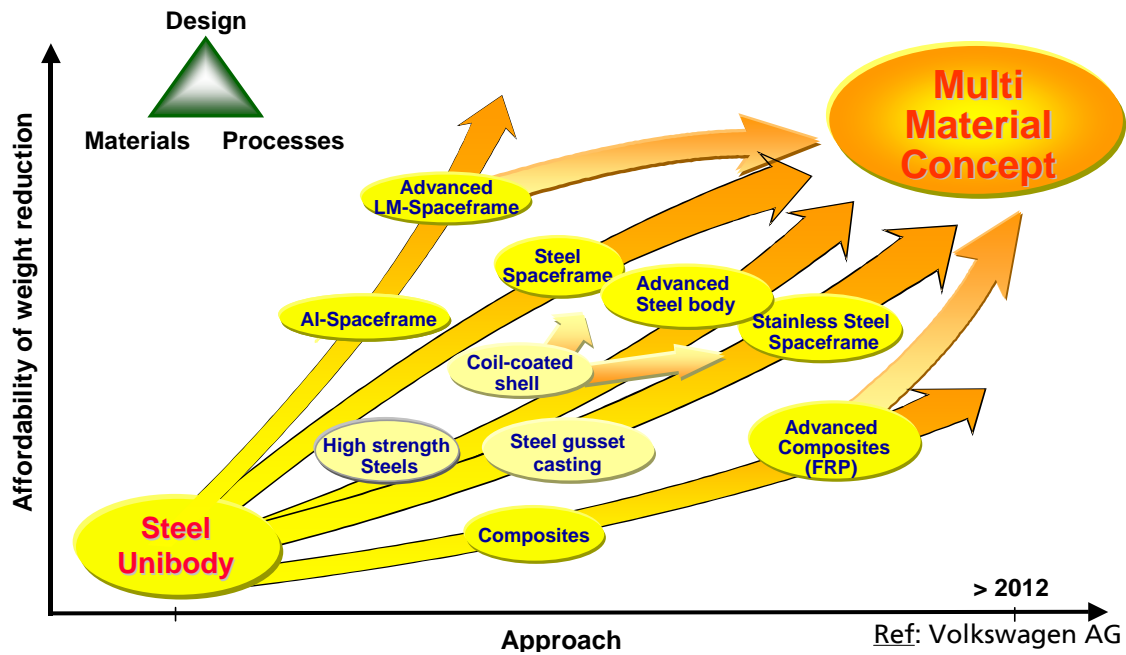 Design
Materials
Processes
Affordability of weight reduction
Multi
Material
Concept
Advanced
LM-Spaceframe
Steel
Spaceframe
Advanced
Steel body
Al-Spaceframe
Stainless Steel
Spaceframe
Coil-coated
shell
High strength
Steels
Steel gusset
casting
Advanced
Composites
(FRP)
Steel
Unibody
Composites
> 2012
Approach
Ref: Volkswagen AG